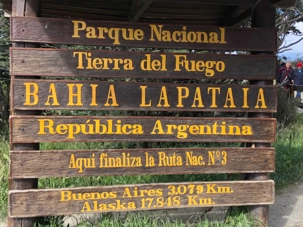 Parque Nacional
Tierra del Fuego
BAHIA LAPATAIA
República Argentina
Aqui finaliza la Ruta Nac. Nº3
Buenos Aires 3.079 Km.
Alaska 17.848 Km.